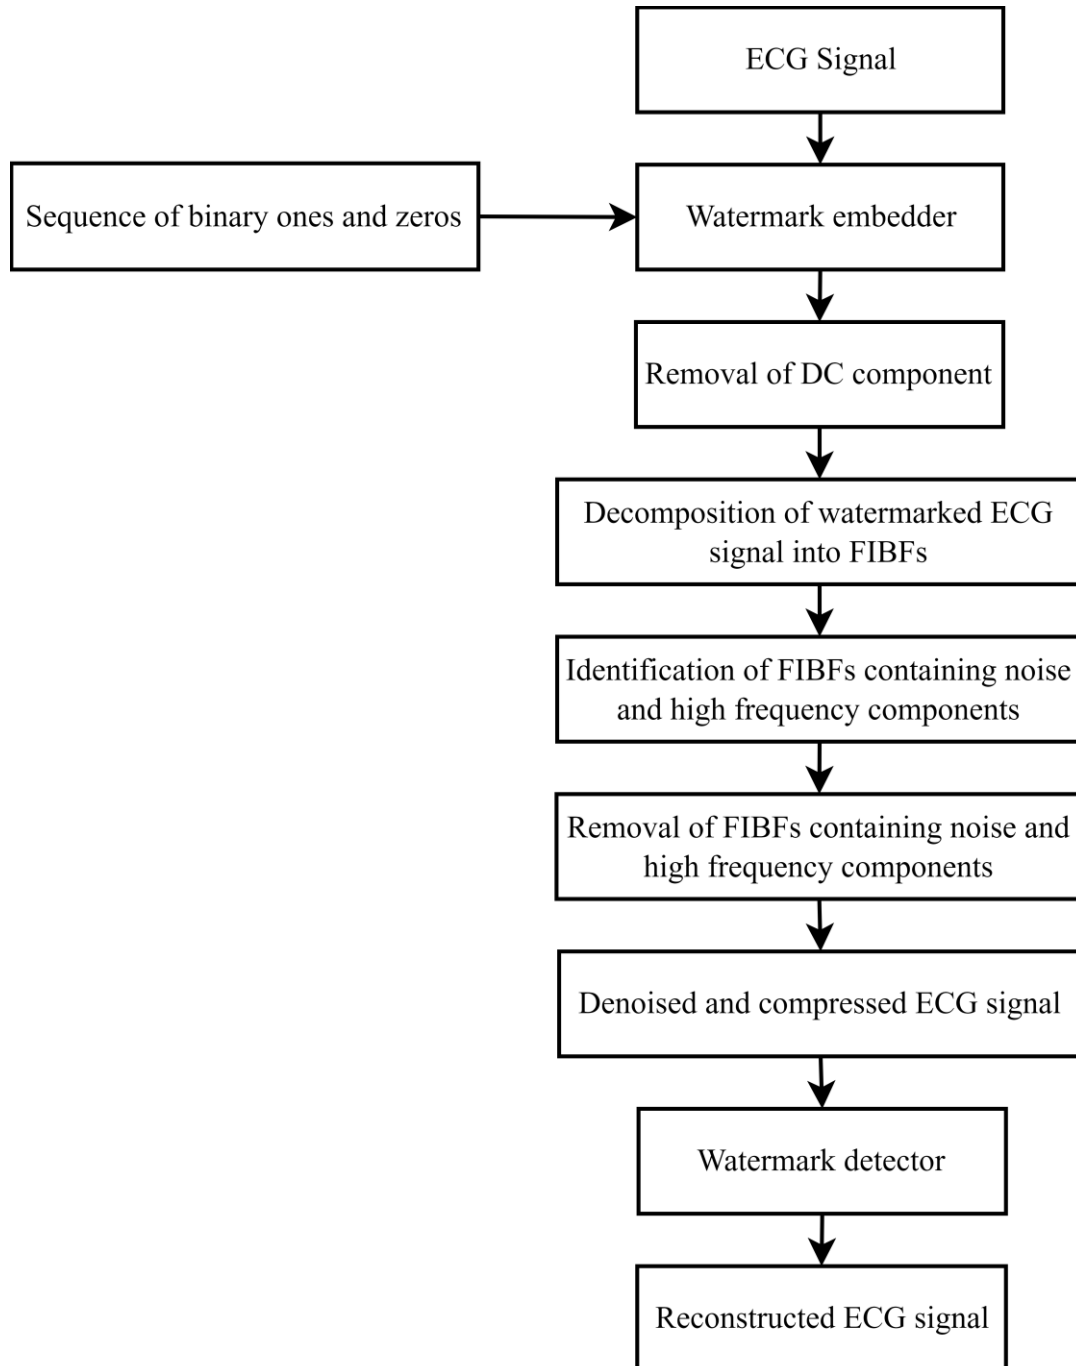 ECG Signal
Sequence of binary ones and zeros
Watermark embedder
Removal of DC component
Decomposition of watermarked ECG
signal into FIBFs
Identification of FIBFs containing noise
and high frequency components
Removal of FIBFs containing noise and
high frequency components
Denoised and compressed ECG signal
Watermark detector
Reconstructed ECG signal